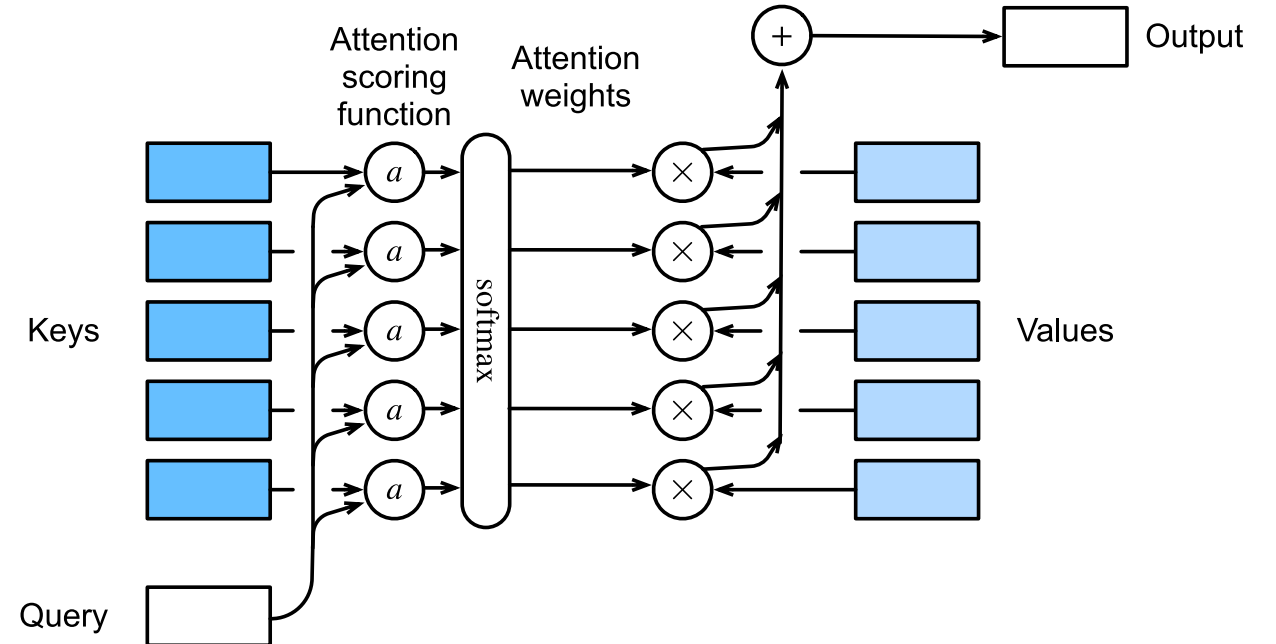 Attention
scoring
function
Attention
weights
+
Output
a
×
a
×
Keys
a
softmax
×
Values
a
×
a
×
Query